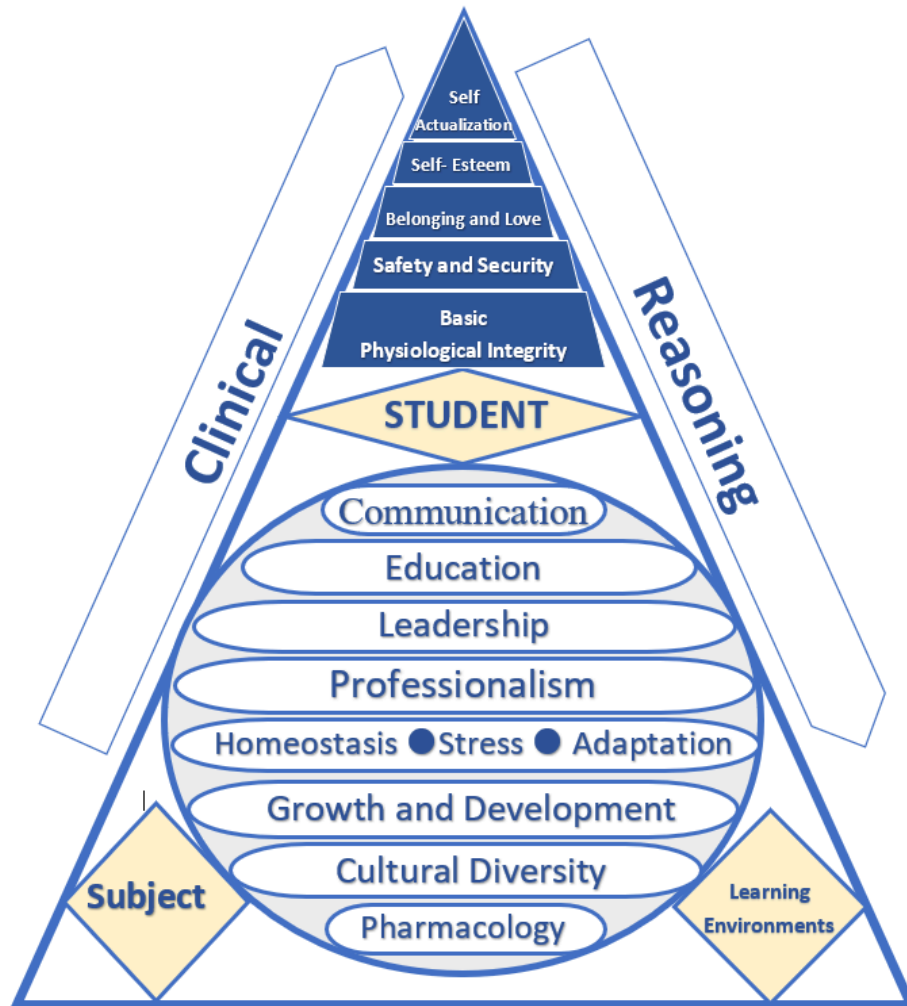 Self
Actualization
Self- Esteem
Belonging and Love
Safety and Security
Basic
Physiological Integrity
Clinical
Reasoning
STUDENT
Communication
Education
Leadership
Professionalism
Homeostasis ● Stress ● Adaptation
Growth and Development
Cultural Diversity
Pharmacology
Subject
Learning
Environments